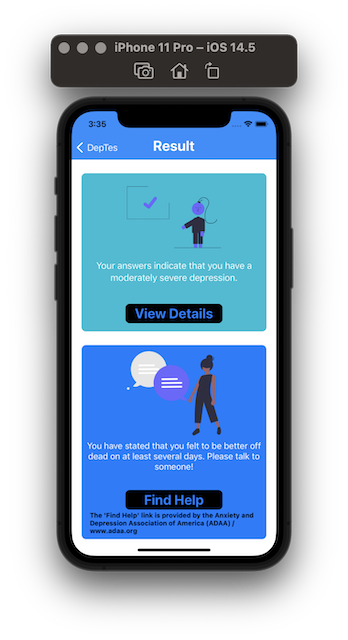 iPhone 11 Pro – iOS 14.5
3:35
DepTes
Result
Your answers indicate that you have a
moderately severe depression.
View Details
You have stated that you felt to be better off
dead on at least several days. Please talk to
someone!
Find Help
The 'Find Help' link is provided by the Anxiety and
Depression Association of America (ADAA) /
www.adaa.org